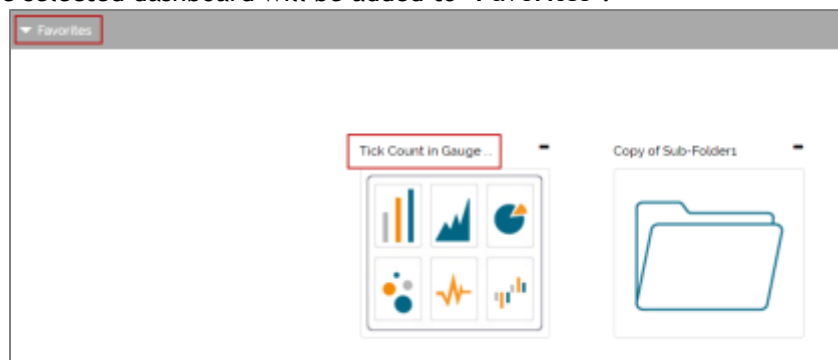 selected dashboard will be added to "Favorites".
Favorites
Tick Count in Gauge ...
Copy of Sub-Folder1